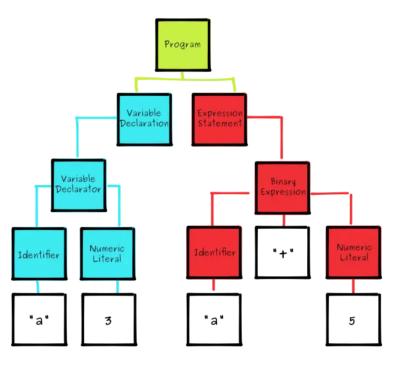 Program
Variable
Declaration
Expression
Statement
Variable
Declarator
Binary
Expression
Identifier
Numeric
Literal
Identifier
"+"
Numeric
Literal
"a"
3
"a"
5